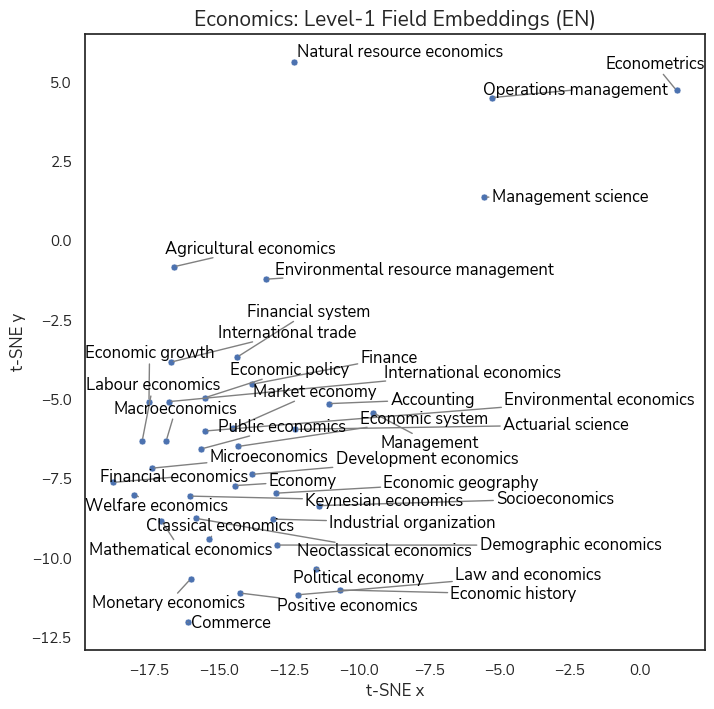 Economics: Level-1 Field Embeddings (EN)
Natural resource economics
Econometrics
5.0
Operations management
2.5
Management science
0.0
Agricultural economics
Environmental resource management
−2.5
Financial system
International trade
Economic growth
Finance
Economic policy
International economics
Labour economics
Market economy
−5.0
Accounting
Environmental economics
Macroeconomics
Economic system
Public economics
Actuarial science
Management
Microeconomics
Development economics
−7.5
Financial economics
Economy
Economic geography
Welfare economics
Keynesian economics
Socioeconomics
Classical economics
Industrial organization
Mathematical economics
Neoclassical economics
Demographic economics
−10.0
Political economy
Law and economics
Monetary economics
Positive economics
Economic history
Commerce
−12.5
t-SNE y
−17.5
−15.0
−12.5
−10.0
−7.5
−5.0
−2.5
0.0
t-SNE x